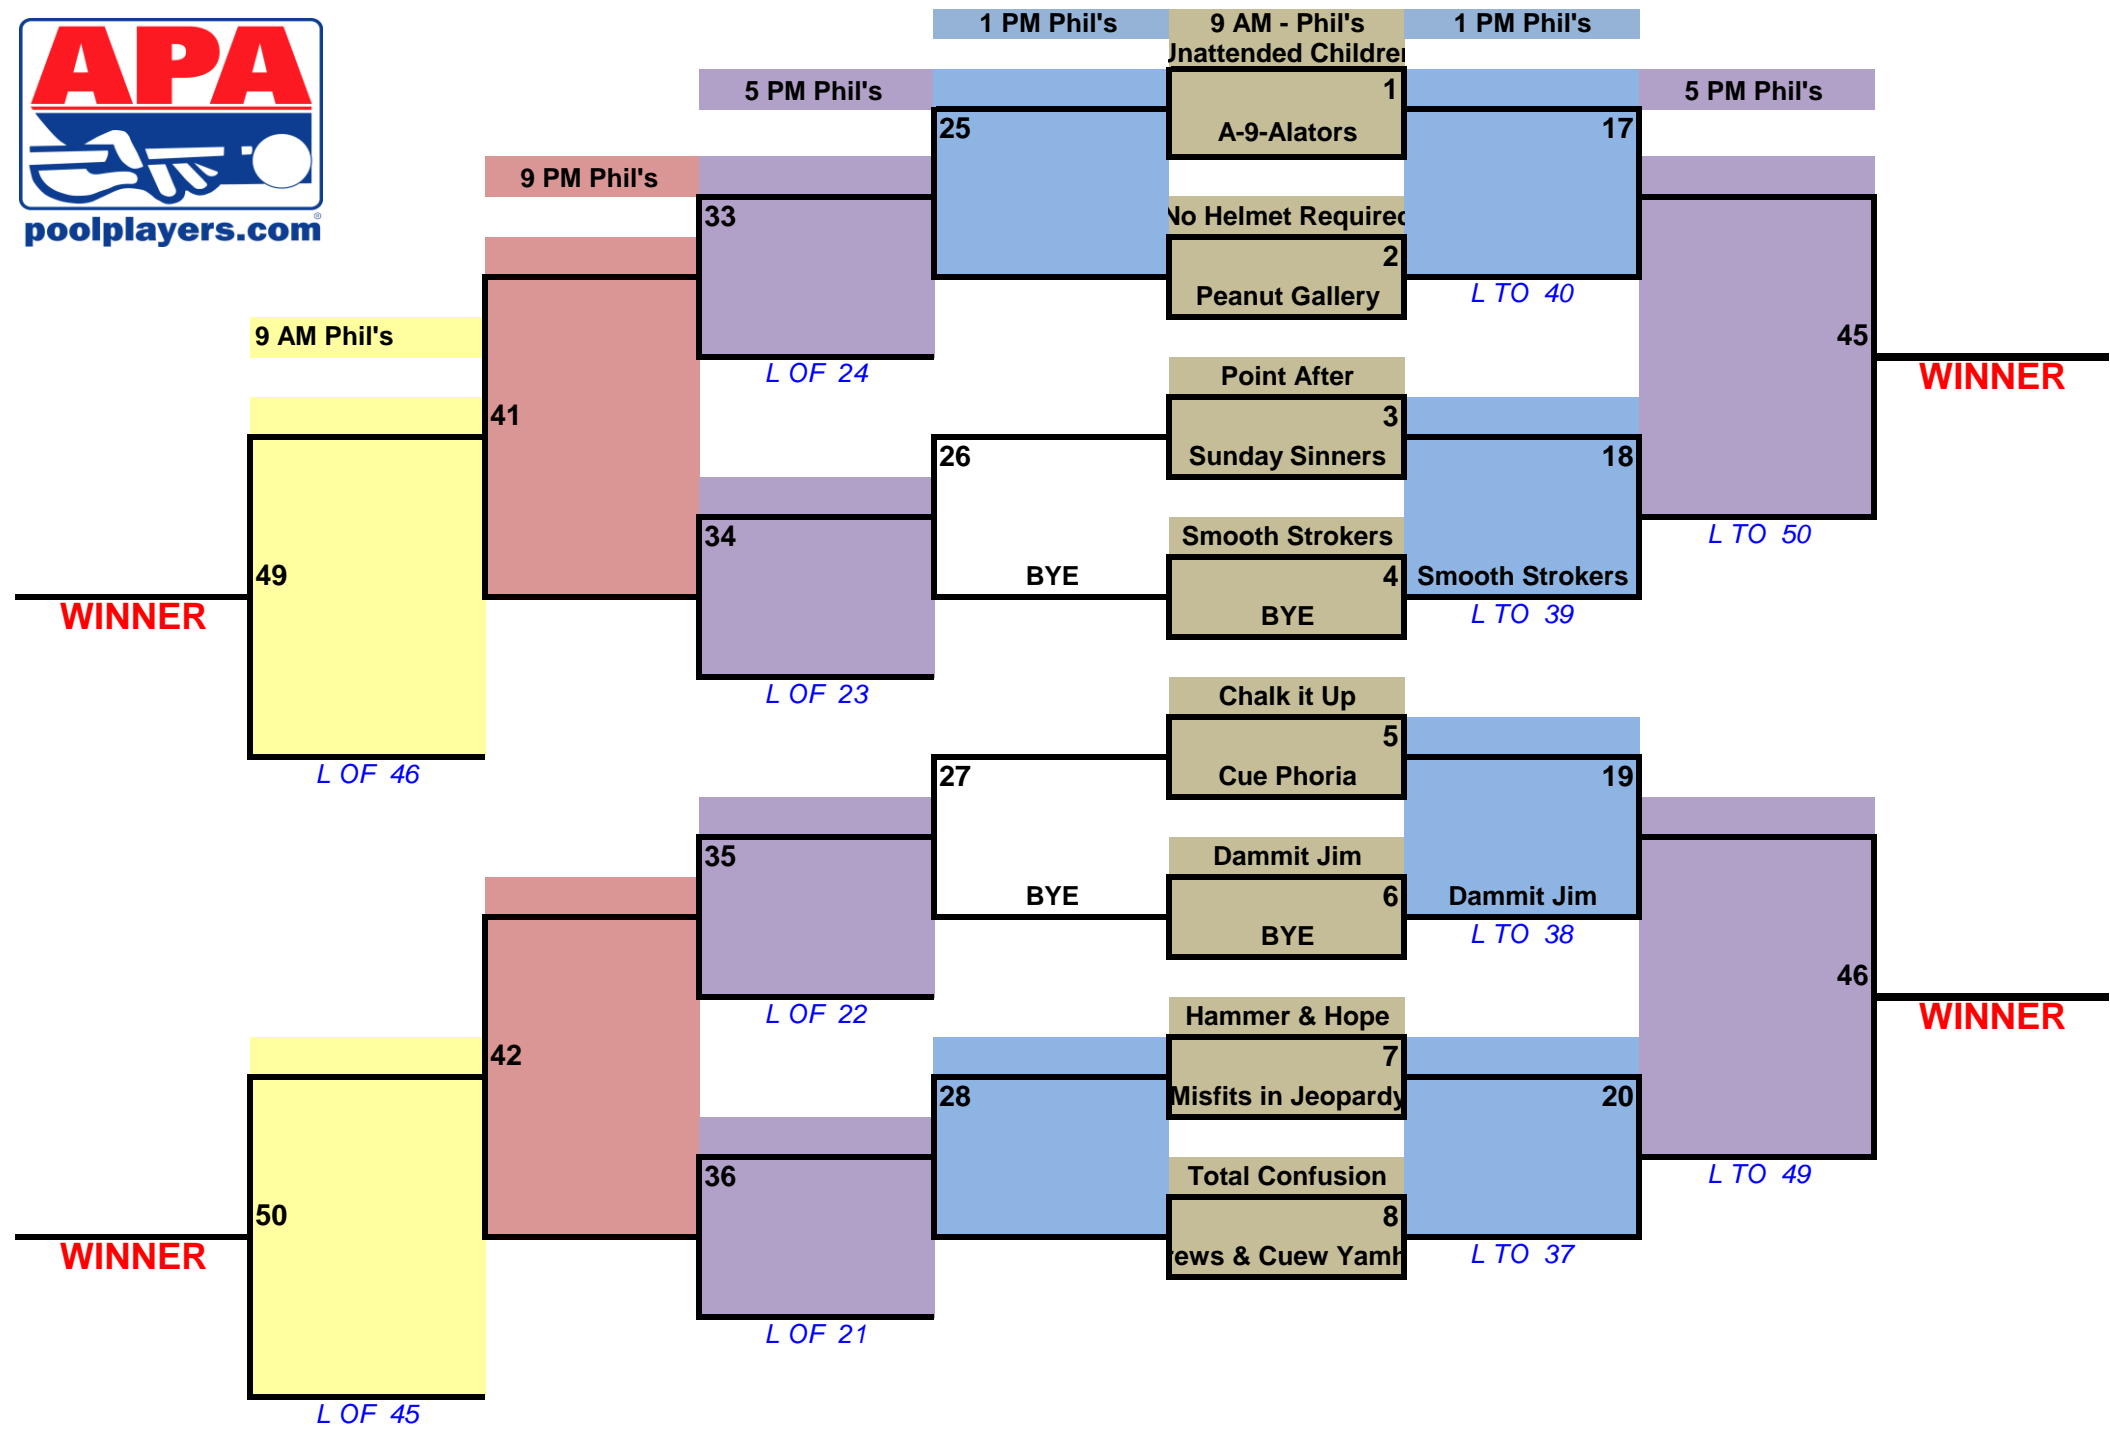 APA
poolplayers.com
1 PM Phil's
9 AM - Phil's
1 PM Phil's
Unattended Children
5 PM Phil's
1
5 PM Phil's
25
A-9-Alators
17
9 PM Phil's
33
No Helmet Required
2
Peanut Gallery
L TO 40
9 AM Phil's
45
L OF 24
Point After
WINNER
41
3
26
Sunday Sinners
18
34
Smooth Strokers
L TO 50
49
BYE
4
Smooth Strokers
WINNER
BYE
L TO 39
L OF 23
Chalk it Up
5
L OF 46
27
Cue Phoria
19
35
Dammit Jim
BYE
6
Dammit Jim
BYE
L TO 38
46
L OF 22
Hammer & Hope
WINNER
42
7
28
Misfits in Jeopardy
20
36
Total Confusion
L TO 49
50
8
WINNER
& Cuew
L TO 37
L OF 21
L OF 45